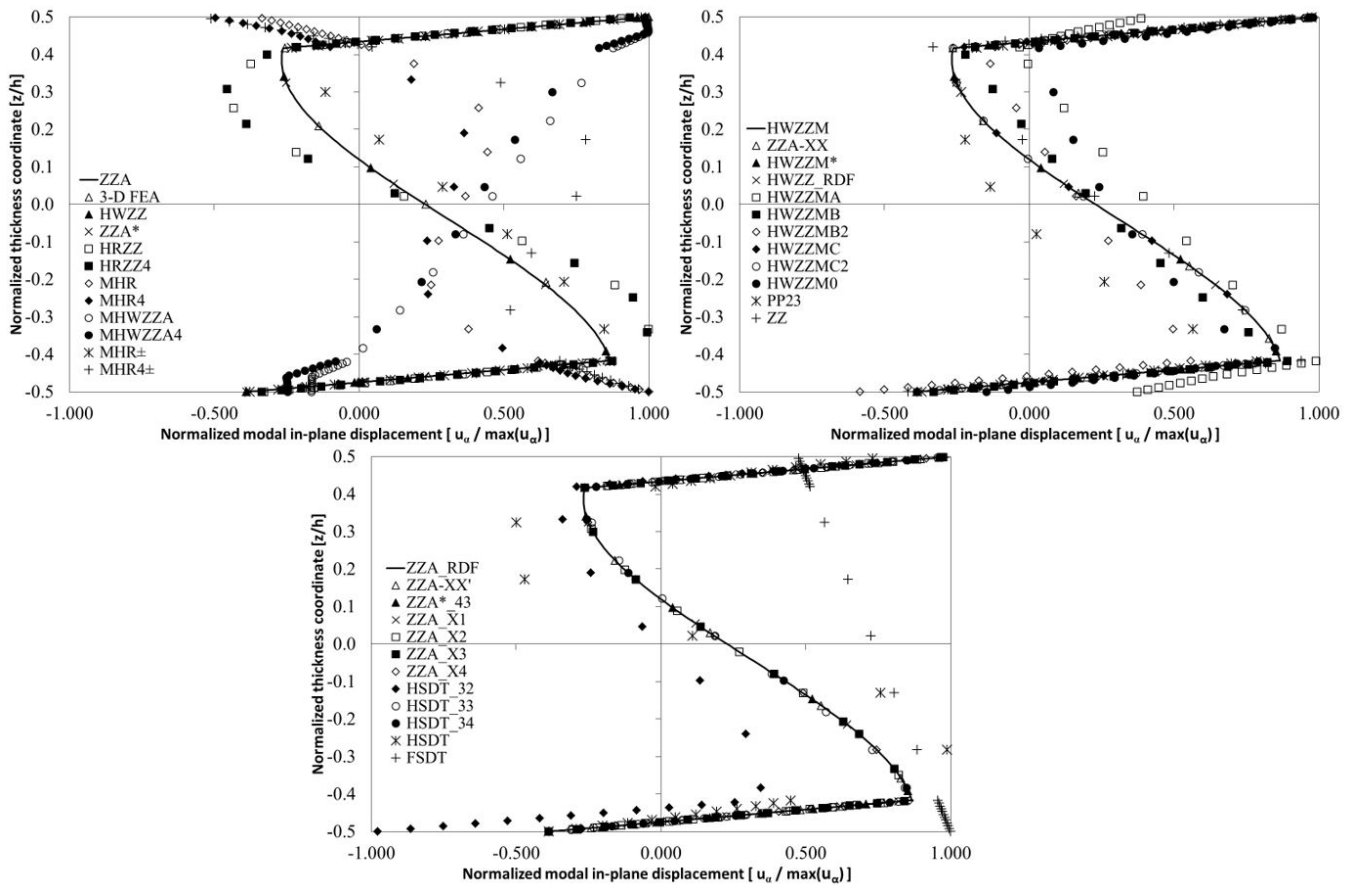 Normalized thickness coordinate [z/h]
0.5
0.4
0.3
0.2
0.1
0.0
-0.1
-0.2
-0.3
-0.4
-0.5
ZZA
3-D FEA
HWZZ
ZZA*
HRZZ
HRZZ4
MHR
MHR4
MHWZZA
MHWZZA4
MHR±
MHR4±
-1.000 -0.500 0.000 0.500 1.000
Normalized modal in-plane displacement [ uα / max(uα) ]
Normalized thickness coordinate [z/h]
0.5
0.4
0.3
0.2
0.1
0.0
-0.1
-0.2
-0.3
-0.4
-0.5
HWZZM
ZZA-XX
HWZZM*
HWZZ_RDF
HWZZMA
HWZZMB
HWZZMB2
HWZZMC
HWZZMC2
HWZZM0
PP23
ZZ
-1.000 -0.500 0.000 0.500 1.000
Normalized modal in-plane displacement [ uα / max(uα) ]
Normalized thickness coordinate [z/h]
0.5
0.4
0.3
0.2
0.1
0.0
-0.1
-0.2
-0.3
-0.4
-0.5
ZZA_RDF
ZZA-XX'
ZZA*_43
ZZA_X1
ZZA_X2
ZZA_X3
ZZA_X4
HSDT_32
HSDT_33
HSDT_34
HSDT
FSDT
-1.000 -0.500 0.000 0.500 1.000
Normalized modal in-plane displacement [ uα / max(uα) ]